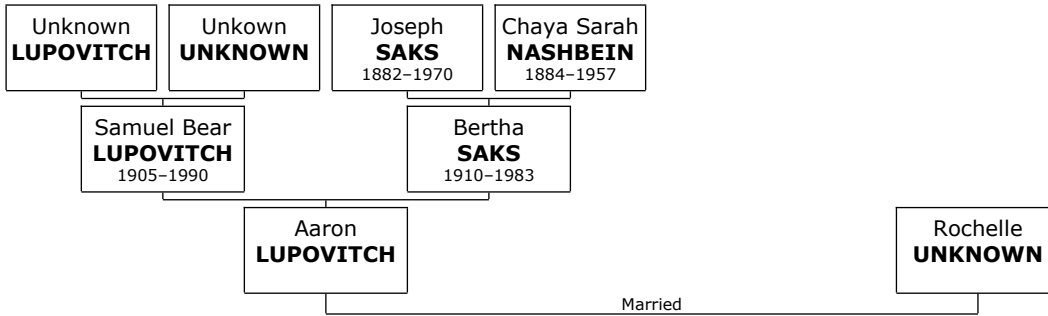 Unknown
LUPOVITCH
Unkown
UNKNOWN
Joseph
SAKS
1882–1970
Chaya Sarah
NASHBEIN
1884–1957
Samuel Bear
LUPOVITCH
1905–1990
Bertha
SAKS
1910–1983
Aaron
LUPOVITCH
Rochelle
UNKNOWN
Married